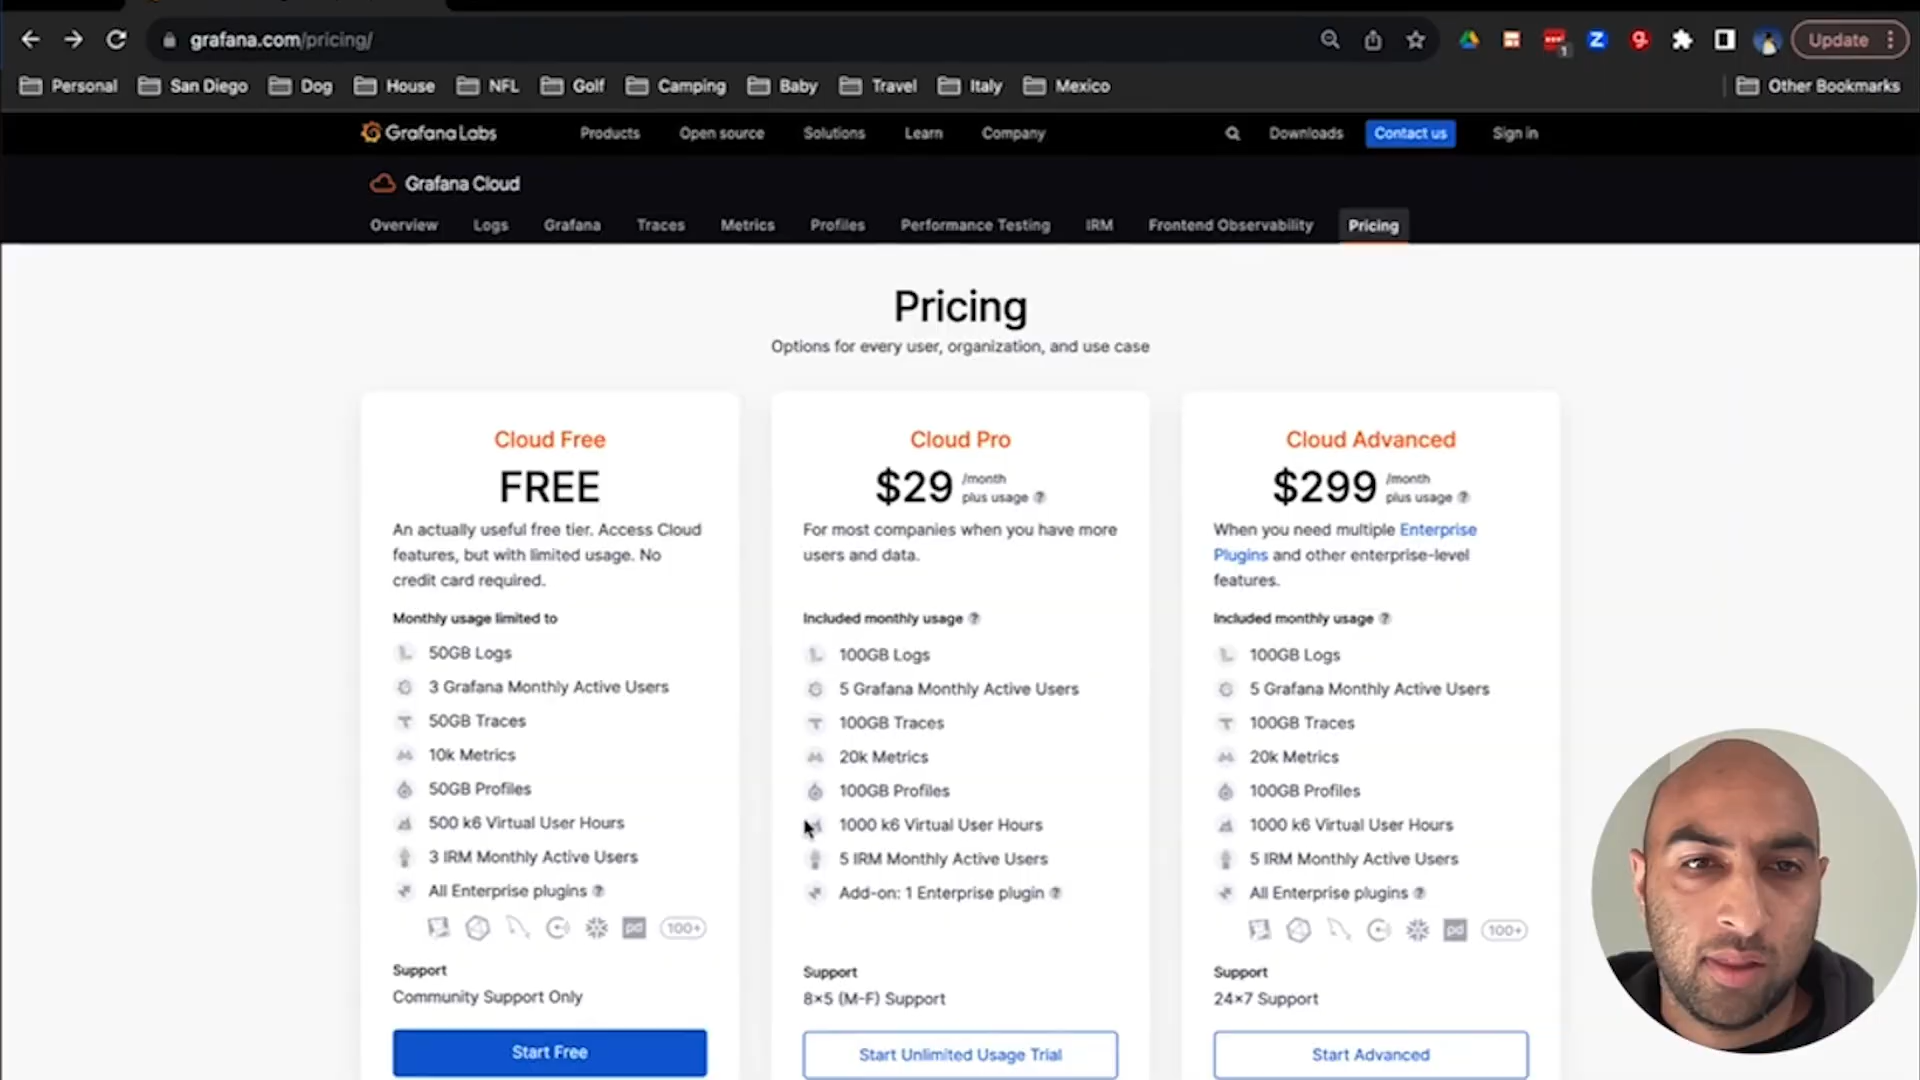 grafana.com/pricing/
Update
Personal
San Diego
Dog
House
NFL
Golf
Camping
Baby
Travel
Italy
Mexico
Other Bookmarks
Grafana Labs
Products
Open source
Solutions
Learn
Company
Downloads
Contact us
Sign in
Grafana Cloud
Overview
Logs
Grafana
Traces
Metrics
Profiles
Performance Testing
IRM
Frontend Observability
Pricing
Pricing
Options for every user, organization, and use case
Cloud Free
FREE
An actually useful free tier. Access Cloud
features, but with limited usage. No
credit card required.
Monthly usage limited to
50GB Logs
3 Grafana Monthly Active Users
50GB Traces
10k Metrics
50GB Profiles
500 k6 Virtual User Hours
3 IRM Monthly Active Users
All Enterprise plugins ?
pd
100+
Support
Community Support Only
Start Free
Cloud Pro
$29 /month
plus usage ?
For most companies when you have more
users and data.
Included monthly usage ?
100GB Logs
5 Grafana Monthly Active Users
100GB Traces
20k Metrics
100GB Profiles
1000 k6 Virtual User Hours
5 IRM Monthly Active Users
Add-on: 1 Enterprise plugin ?
Support
8×5 (M-F) Support
Start Unlimited Usage Trial
Cloud Advanced
$299 /month
plus usage ?
When you need multiple Enterprise
Plugins and other enterprise-level
features.
Included monthly usage ?
100GB Logs
5 Grafana Monthly Active Users
100GB Traces
20k Metrics
100GB Profiles
1000 k6 Virtual User Hours
5 IRM Monthly Active Users
All Enterprise plugins ?
pd
100+
Support
24×7 Support
Start Advanced